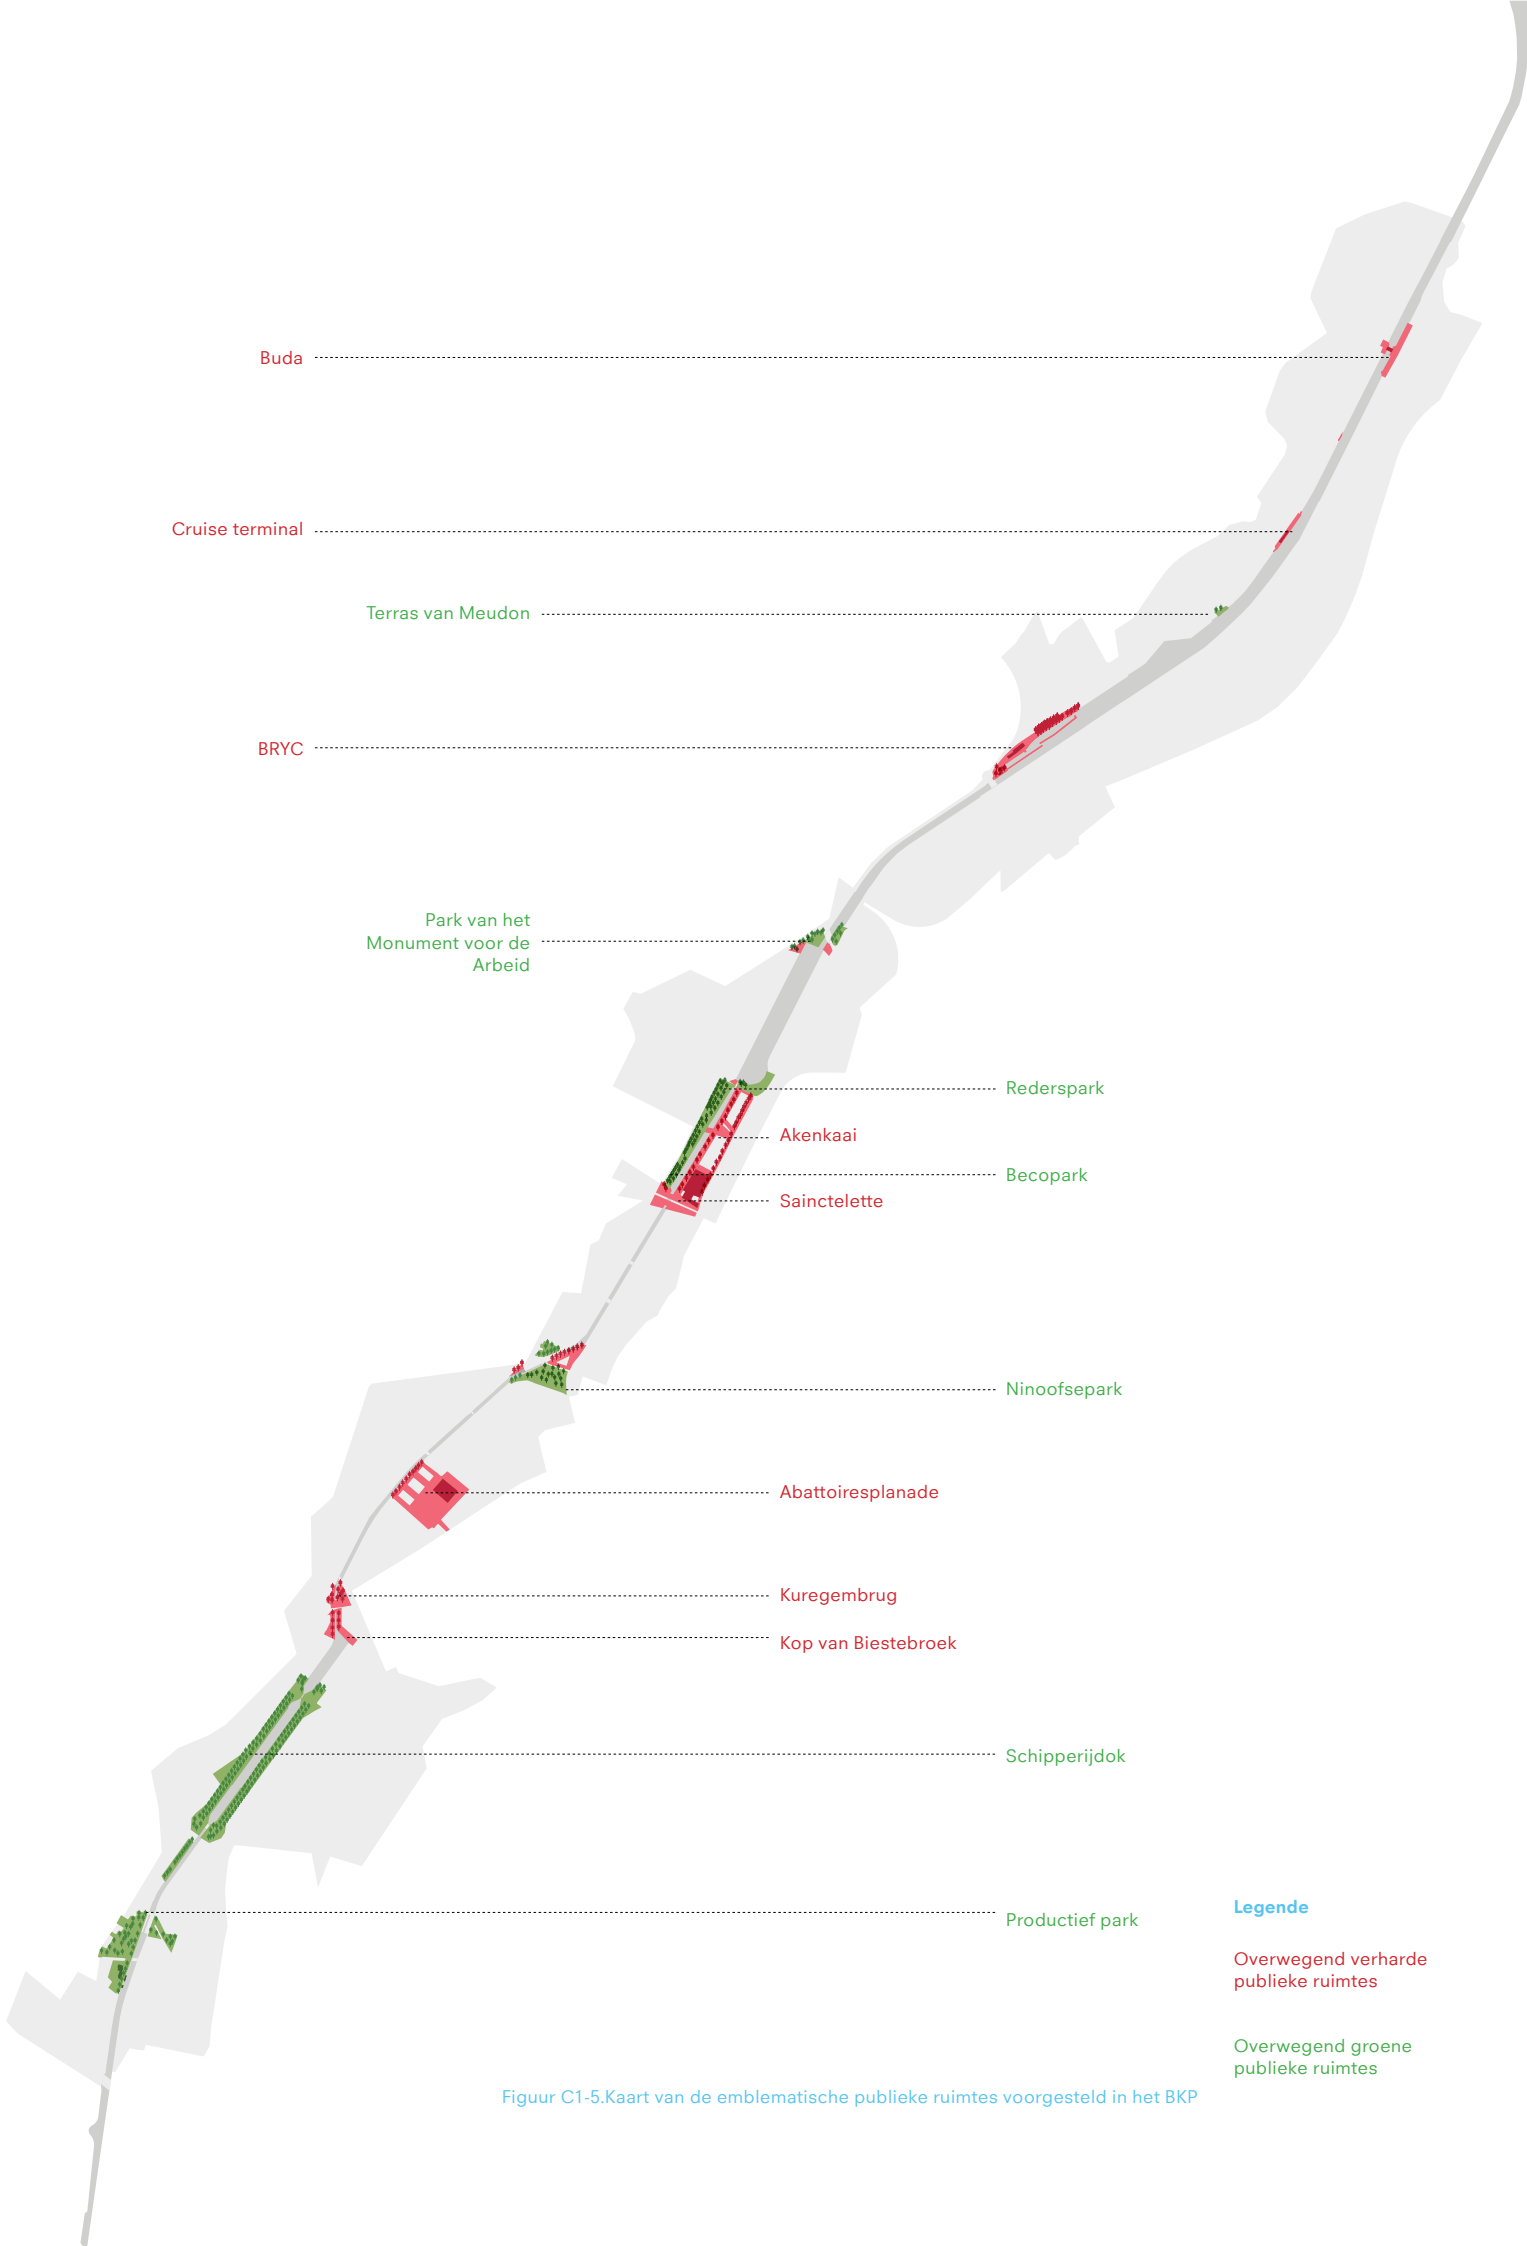 Buda
Cruise terminal
Terras van Meudon
BRYC
Park van het
Monument voor de
Arbeid
Rederspark
Akenkaai
Becopark
Sainctelette
Ninoofsepark
Abattoiresplanade
Kuregembrug
Kop van Biestebroek
Schipperijdok
Productief park
Legende
Overwegend verharde
publieke ruimtes
Overwegend groene
publieke ruimtes
Figuur C1-5.Kaart van de emblematische publieke ruimtes voorgesteld in het BKP